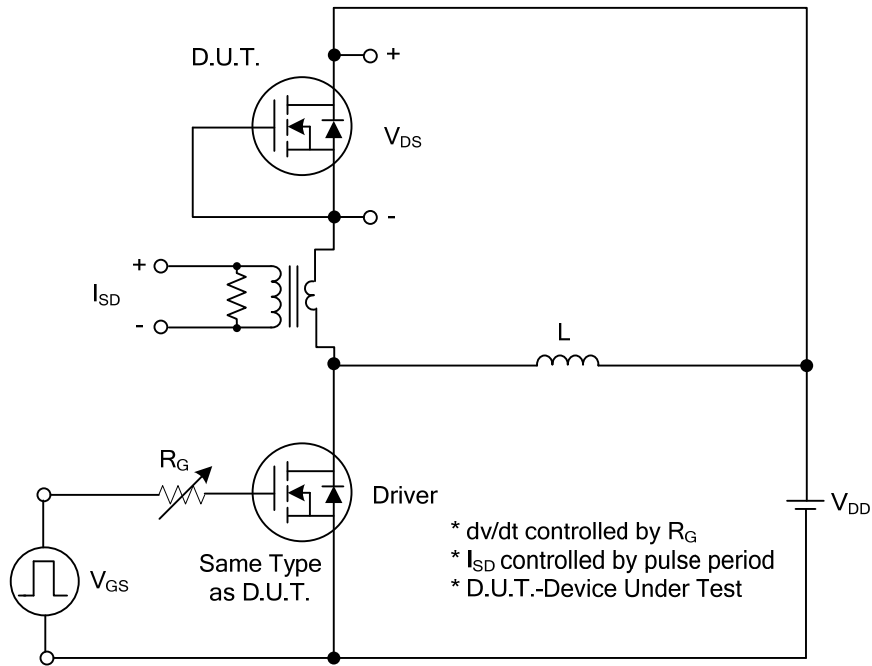 D.U.T.
+
V_DS
-
+
I_SD
-
L
R_G
Driver
V_DD
V_GS
Same Type
as D.U.T.
* dv/dt controlled by R_G
* I_SD controlled by pulse period
* D.U.T.-Device Under Test